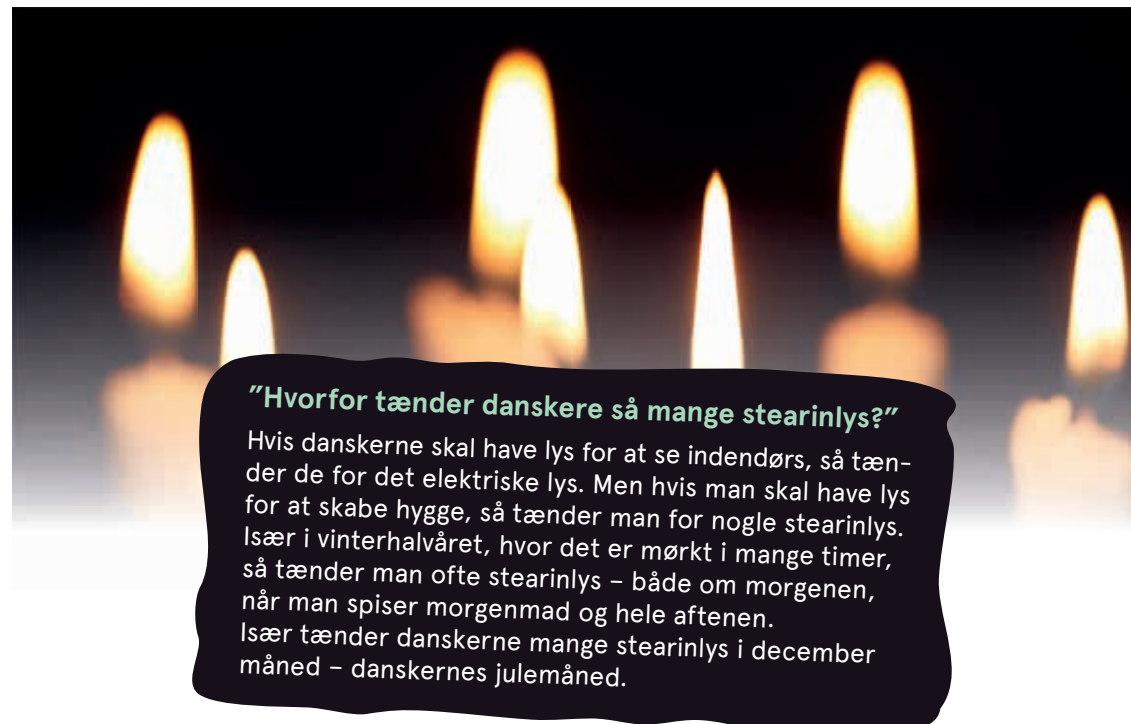 ”Hvorfor tænder danskere så mange stearinlys?”
Hvis danskerne skal have lys for at se indendørs, så tæn-
der de for det elektriske lys. Men hvis man skal have lys
for at skabe hygge, så tænder man for nogle stearinlys.
Især i vinterhalvåret, hvor det er mørkt i mange timer,
så tænder man ofte stearinlys – både om morgenen,
når man spiser morgenmad og hele aftenen.
Især tænder danskerne mange stearinlys i december
måned – danskernes julemåned.